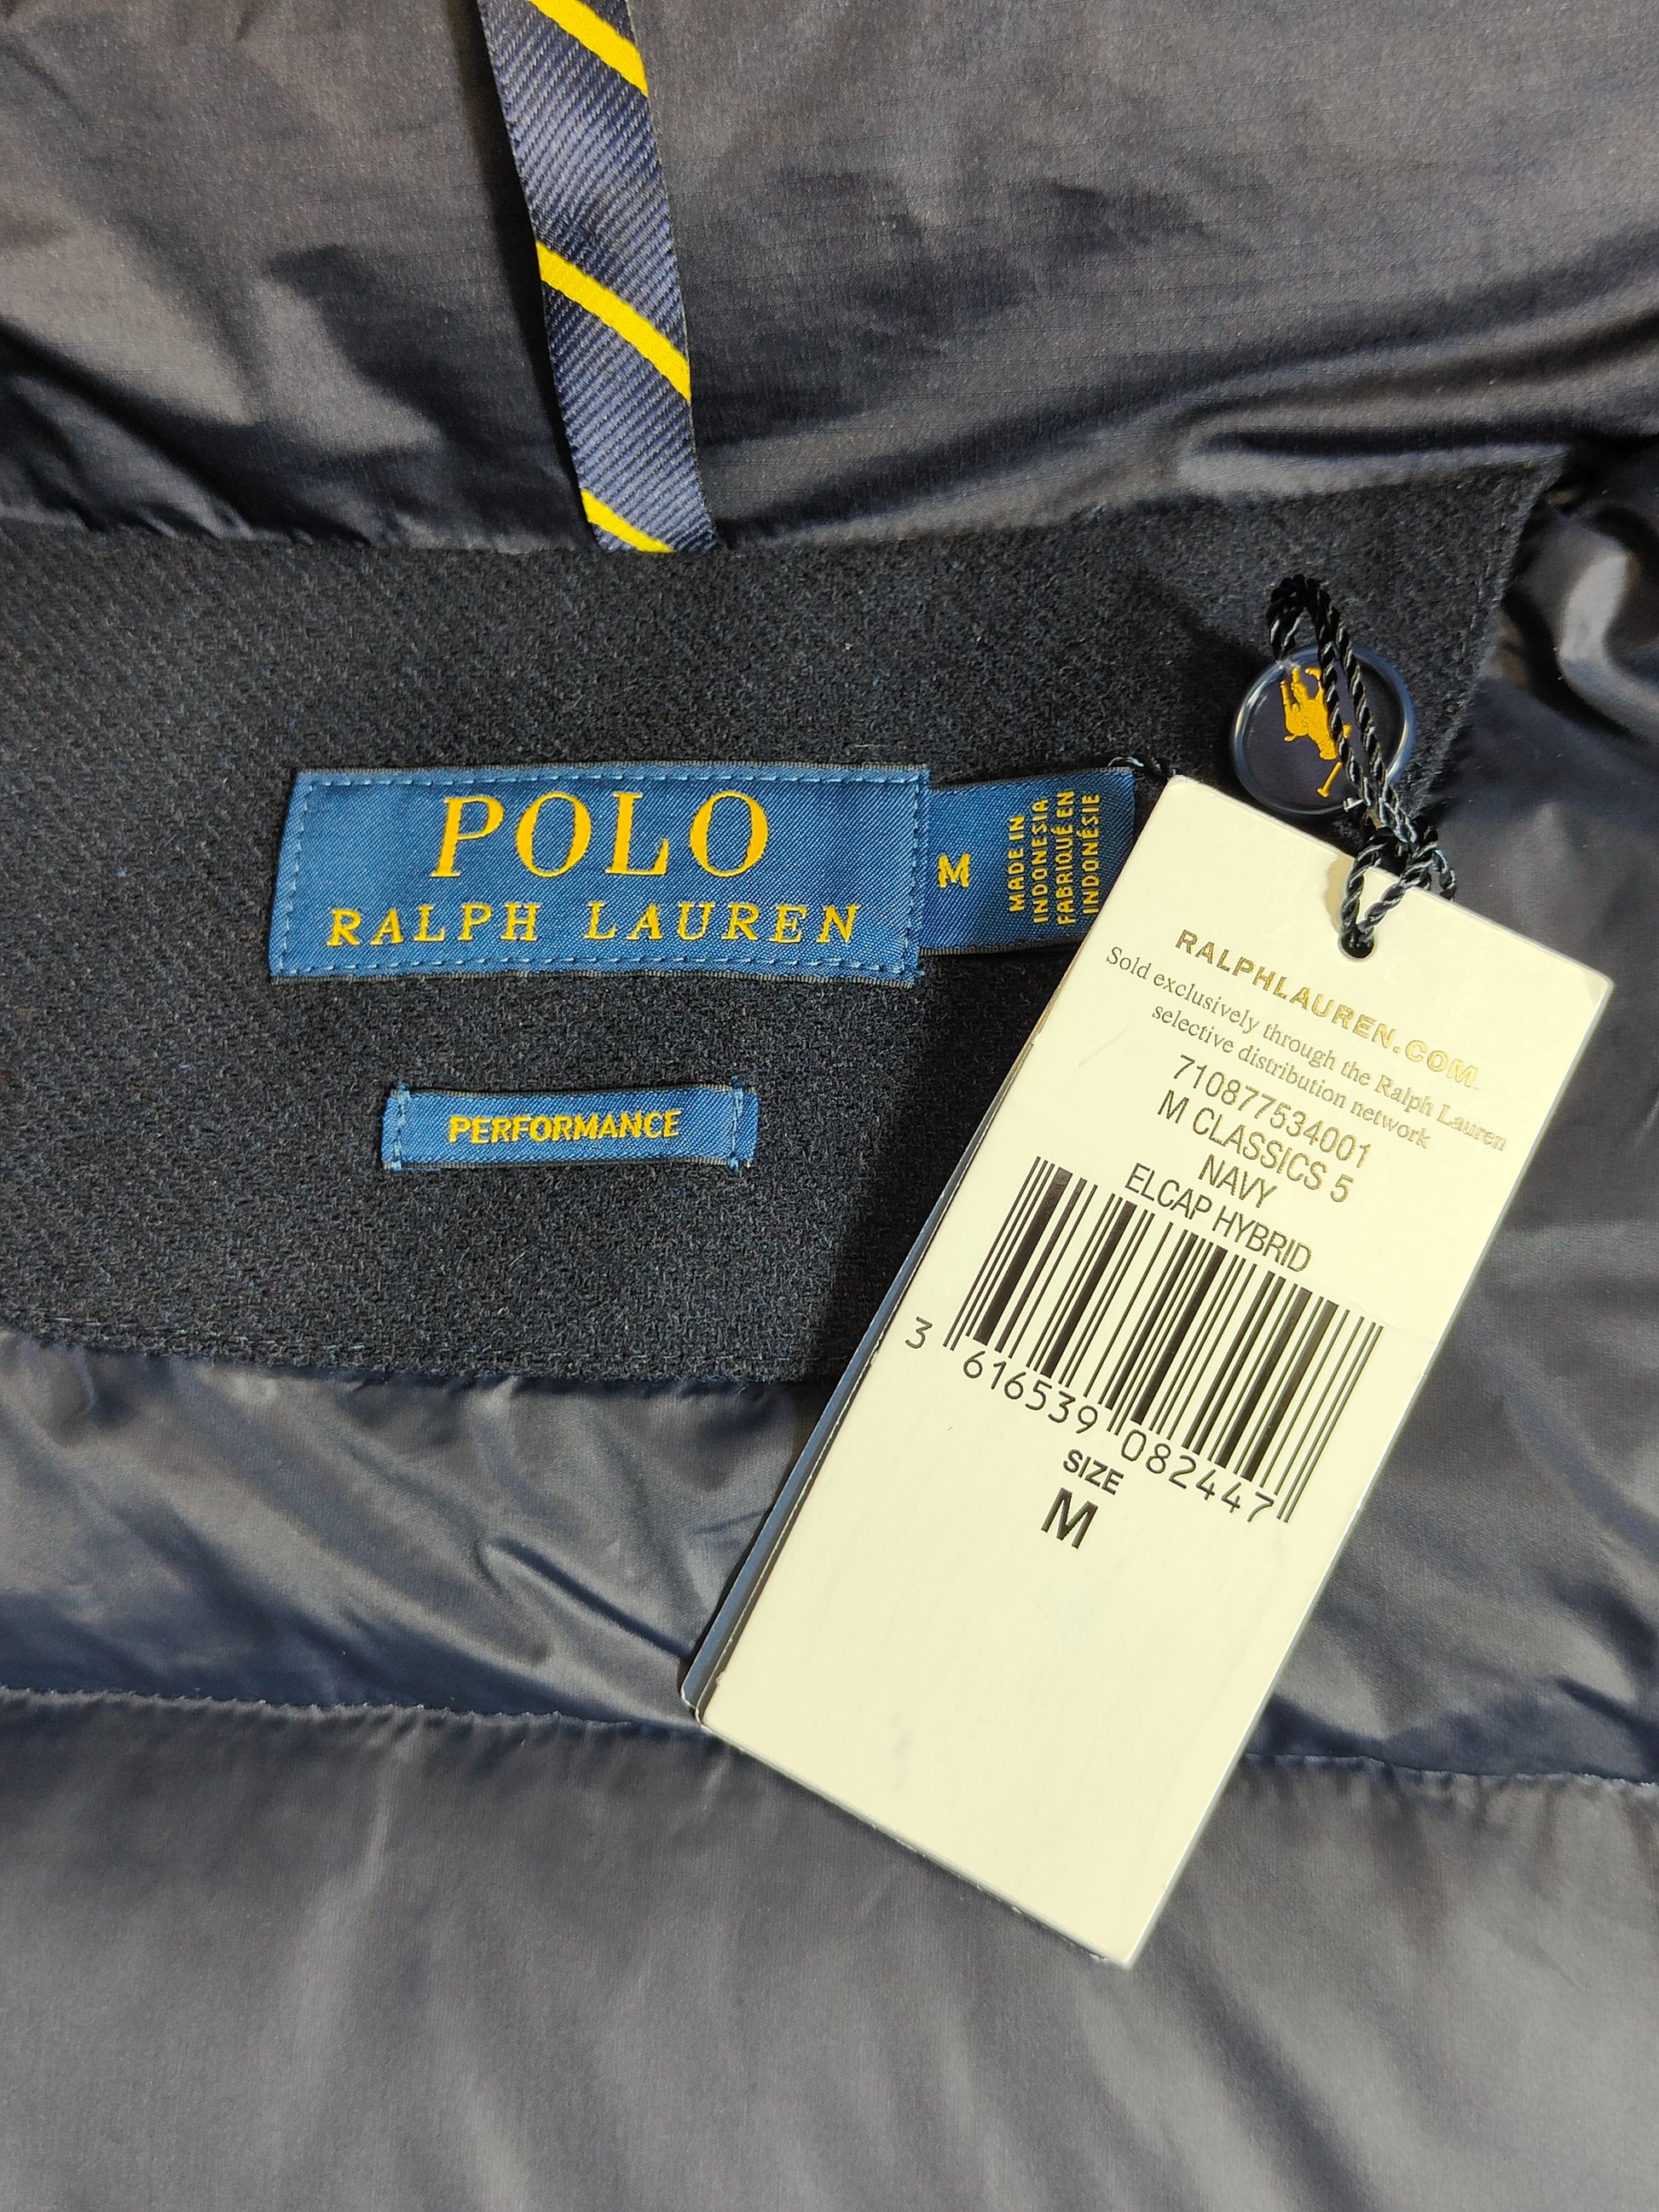 POLO
RALPH LAUREN
M
MADE IN
INDONESIA
FABRIQUÉ EN
INDONÉSIE
PERFORMANCE
RALPHLAUREN.COM
Sold exclusively through the Ralph Lauren
selective distribution network
710877534001
M CLASSICS 5
NAVY
ELCAP HYBRID
3 616539 082447
SIZE
M